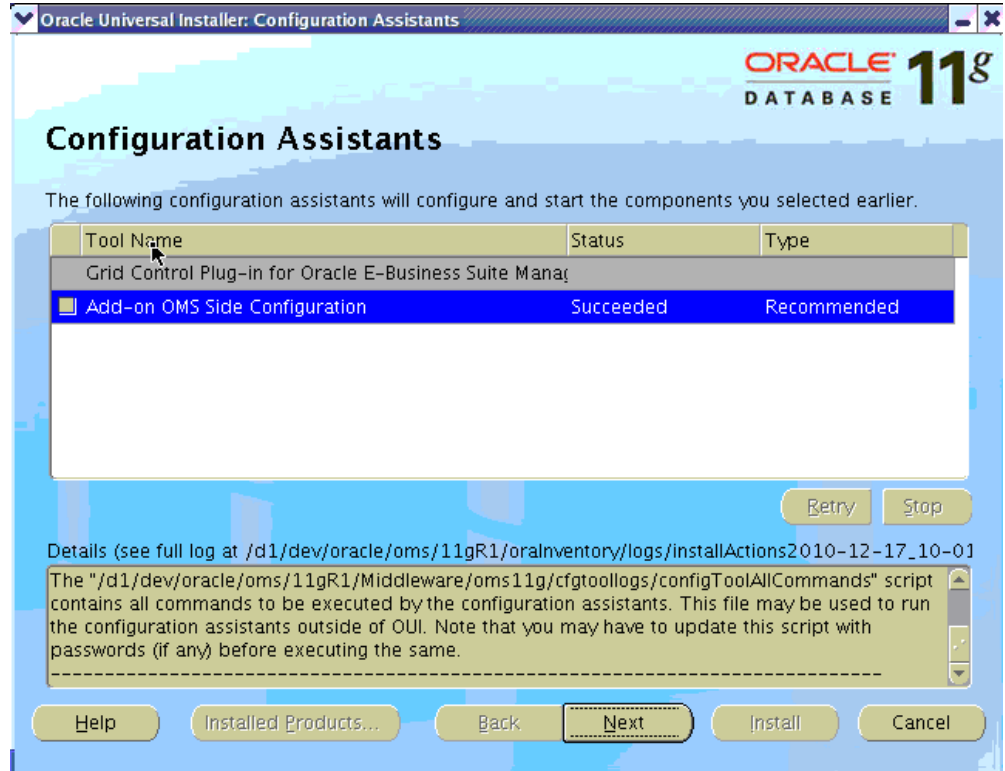 Oracle Universal Installer: Configuration Assistants
ORACLE 11g
DATABASE
Configuration Assistants
The following configuration assistants will configure and start the components you selected earlier.
Tool Name Status Type
Grid Control Plug-in for Oracle E-Business Suite Manag
Add-on OMS Side Configuration Succeeded Recommended
Retry Stop
Details (see full log at /d1/dev/oracle/oms/11gR1/oraInventory/logs/installActions2010-12-17_10-01
The "/d1/dev/oracle/oms/11gR1/Middleware/oms11g/cfgtoollogs/configToolAllCommands" script
contains all commands to be executed by the configuration assistants. This file may be used to run
the configuration assistants outside of OUI. Note that you may have to update this script with
passwords (if any) before executing the same.
-----------------------------------------------------------------------------
Help Installed Products... Back Next Install Cancel